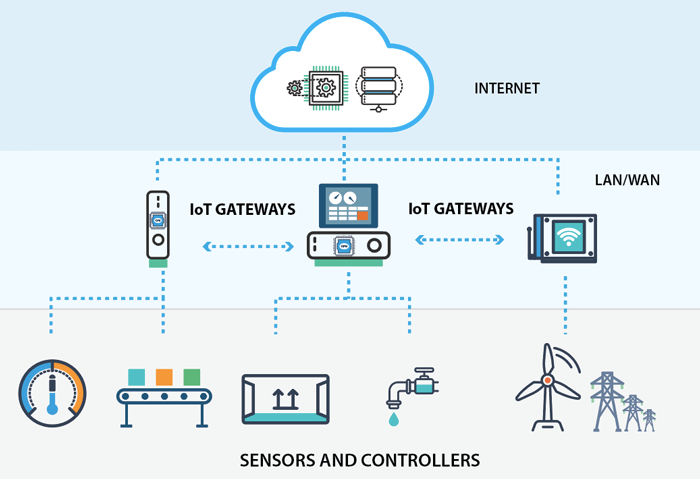 INTERNET
LAN/WAN
IoT GATEWAYS
IoT GATEWAYS
SENSORS AND CONTROLLERS